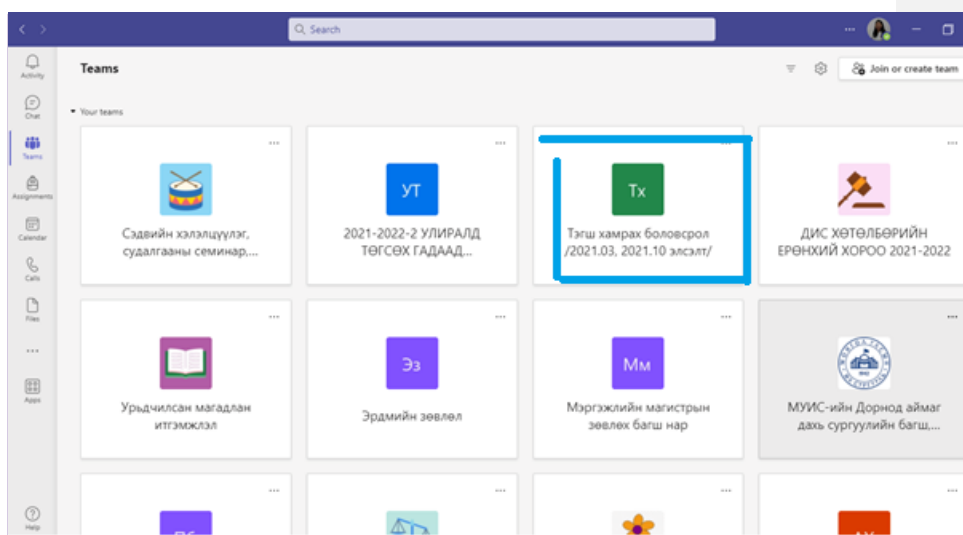 Search
Activity
Chat
Teams
Assignments
Calendar
Calls
Files
Apps
Help
Teams
Join or create team
Your teams
Сэдвийн хэлэлцүүлэг,
судалгааны семинар,...
УТ
2021-2022-2 УЛИРАЛД
ТӨГСӨХ ГАДААД...
Тх
Тэгш хамрах боловсрол
/2021.03, 2021.10 элсэлт/
ДИС ХӨТӨЛБӨРИЙН
ЕРӨНХИЙ ХОРОО 2021-2022
Урьдчилсан магадлан
итгэмжлэл
Эз
Эрдмийн зөвлөл
Мм
Мэргэжлийн магистрын
зөвлөх багш нар
МУИС-ийн Дорнод аймаг
дахь сургуулийн багш,...